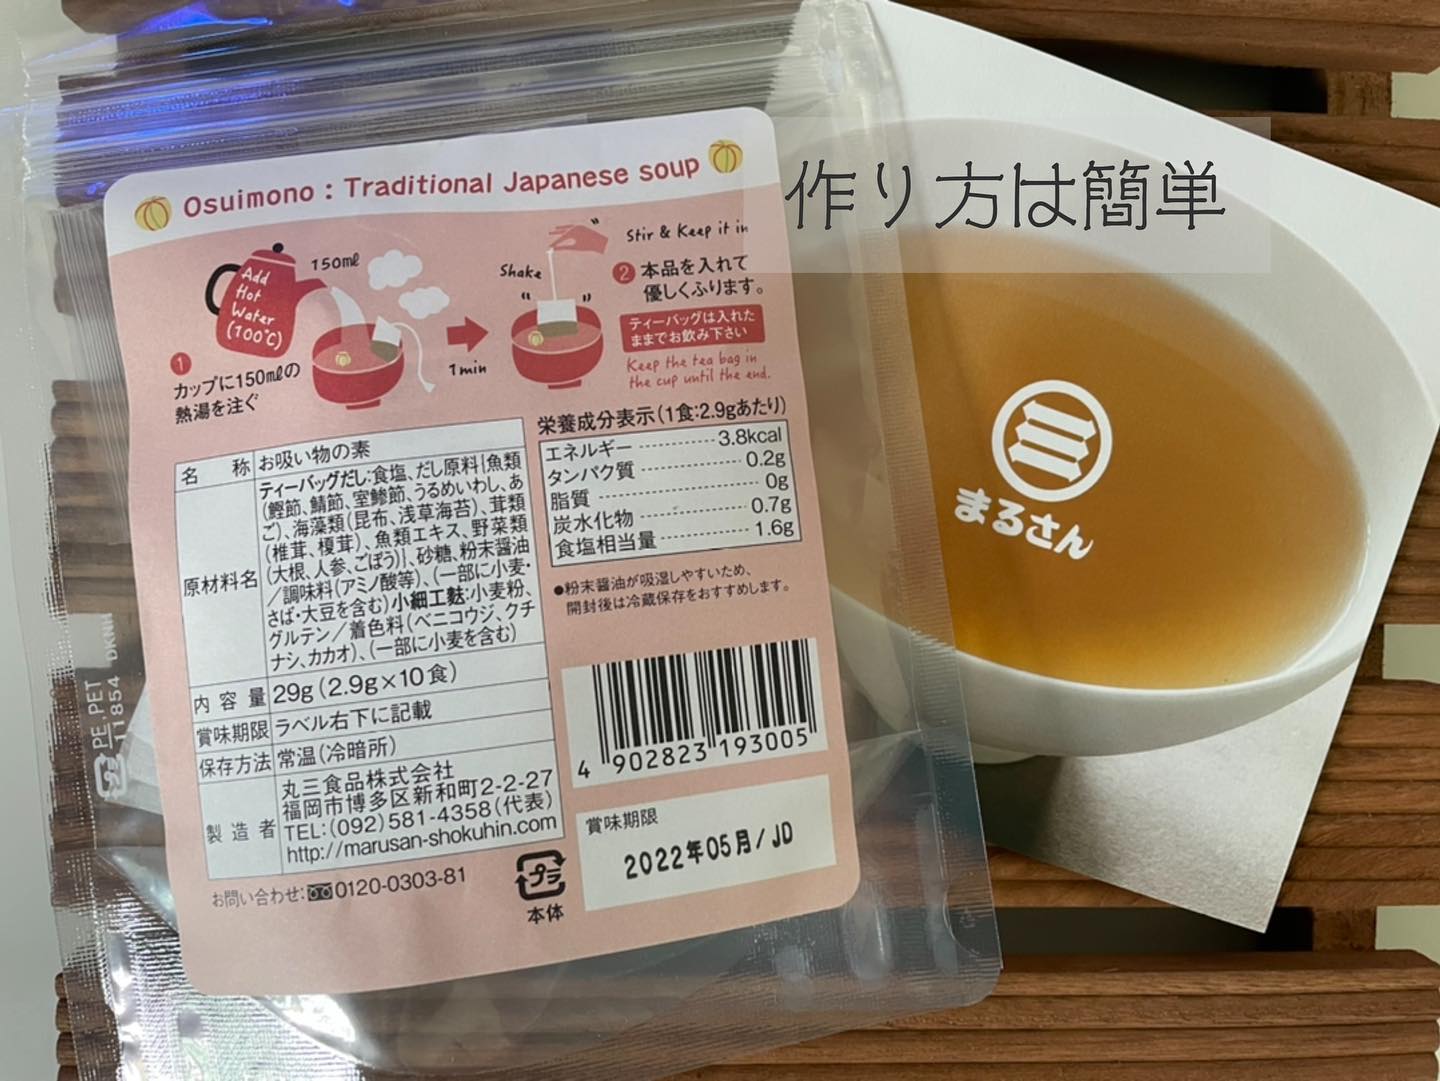 作り方は簡単
Osuimono : Traditional Japanese soup
Add
Hot
Water
(100℃)
150ml
1
カップに150mlの
熱湯を注ぐ
1min
Shake
Stir & Keep it in
2 本品を入れて
優しくふります。
ティーバッグは入れた
ままでお飲み下さい
Keep the tea bag in
the cup until the end.
名称 お吸い物の素
原材料名
ティーバッグだし:食塩、だし原料{魚類
(鰹節、鯖節、室鯵節、うるめいわし、あ
ご)、海藻類(昆布、浅草海苔)、茸類
(椎茸、榎茸)、魚類エキス、野菜類
(大根、人参、ごぼう)}、砂糖、粉末醤油
/調味料(アミノ酸等)、(一部に小麦・
さば・大豆を含む)小細工麩:小麦粉、
グルテン/着色料(ベニコウジ、クチ
ナシ、カカオ)、(一部に小麦を含む)
内容量 29g(2.9g×10食)
賞味期限 ラベル右下に記載
保存方法 常温(冷暗所)
製造者
丸三食品株式会社
福岡市博多区新和町2-2-27
TEL:(092)581-4358(代表)
http://marusan-shokuhin.com
お問い合わせ:0120-0303-81
栄養成分表示(1食:2.9gあたり)
エネルギー 3.8kcal
タンパク質 0.2g
脂質 0g
炭水化物 0.7g
食塩相当量 1.6g
●粉末醤油が吸湿しやすいため、
開封後は冷蔵保存をおすすめします。
4 902823 193005
賞味期限
2022年05月/JD
プラ
本体
PE,PET
まるさん